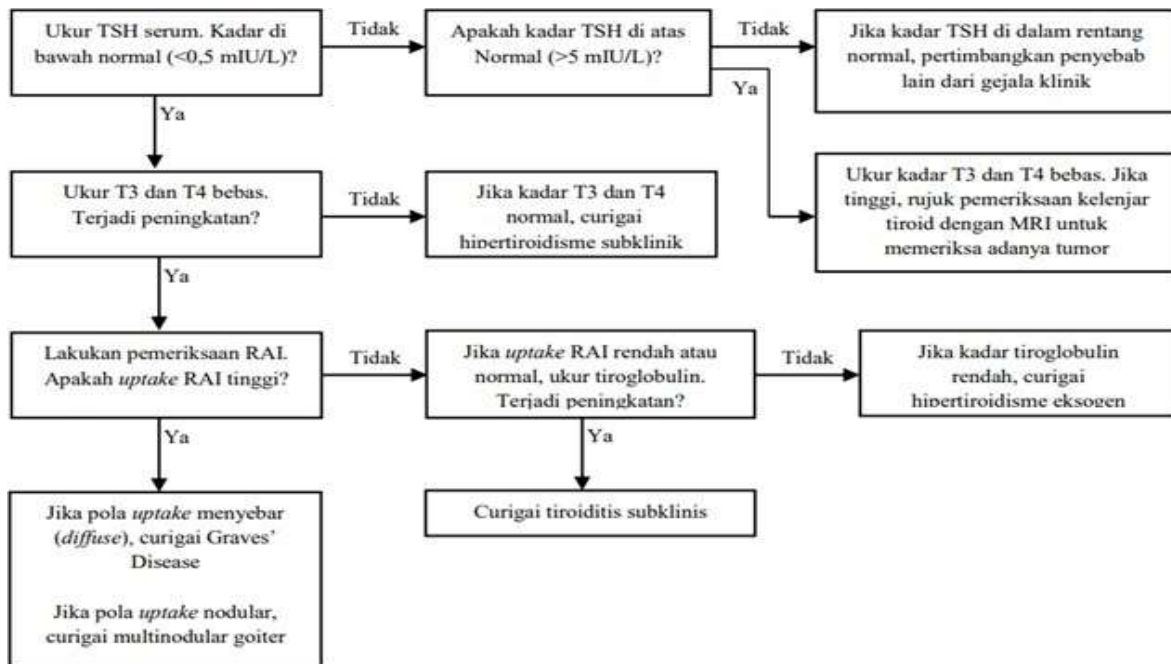 Ukur TSH serum. Kadar di
bawah normal (<0,5 mIU/L)?
Tidak
Apakah kadar TSH di atas
Normal (>5 mIU/L)?
Tidak
Jika kadar TSH di dalam rentang
normal, pertimbangkan penyebab
lain dari gejala klinik
Ya
Ya
Ukur T3 dan T4 bebas.
Terjadi peningkatan?
Tidak
Jika kadar T3 dan T4
normal, curigai
hipertiroidisme subklinik
Ukur kadar T3 dan T4 bebas. Jika
tinggi, rujuk pemeriksaan kelenjar
tiroid dengan MRI untuk
memeriksa adanya tumor
Ya
Lakukan pemeriksaan RAI.
Apakah uptake RAI tinggi?
Tidak
Jika uptake RAI rendah atau
normal, ukur tiroglobulin.
Terjadi peningkatan?
Tidak
Jika kadar tiroglobulin
rendah, curigai
hipertiroidisme eksogen
Ya
Ya
Jika pola uptake menyebar
(diffuse), curigai Graves'
Disease
Jika pola uptake nodular,
curigai multinodular goiter
Curigai tiroiditis subklinis